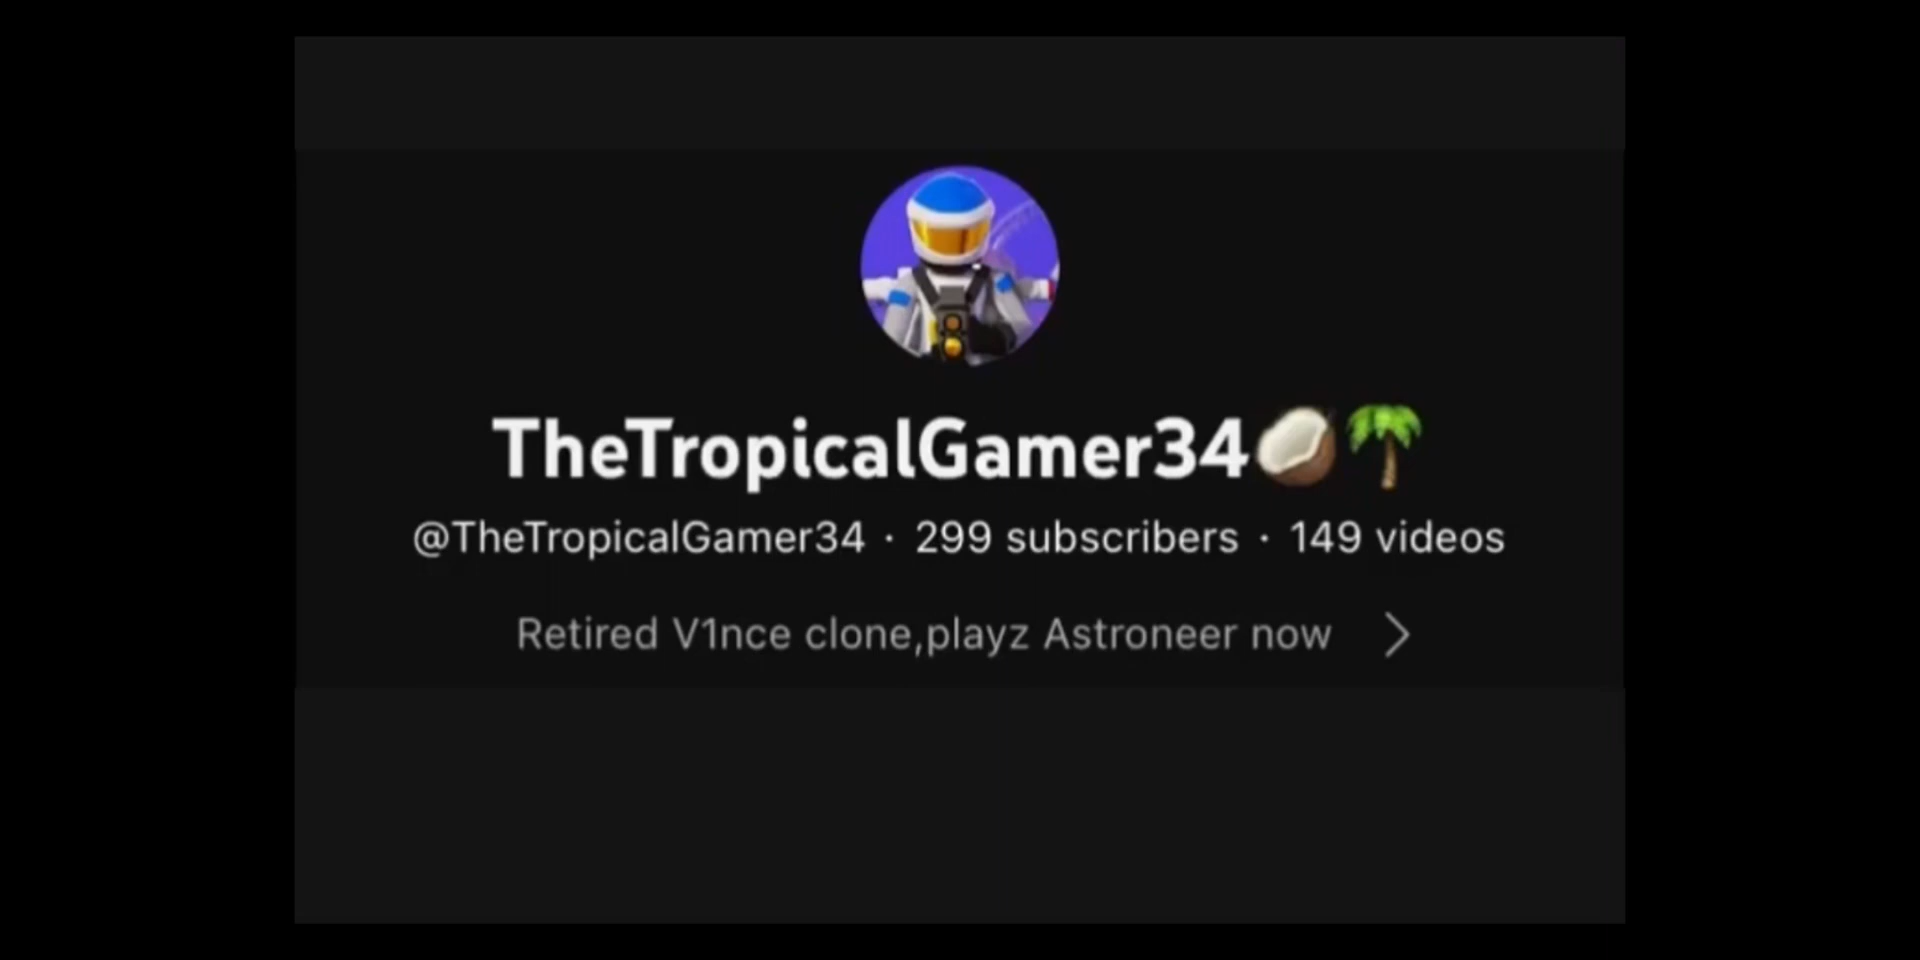 TheTropicalGamer34🥥🌴
@TheTropicalGamer34 · 299 subscribers · 149 videos
Retired V1nce clone,playz Astroneer now